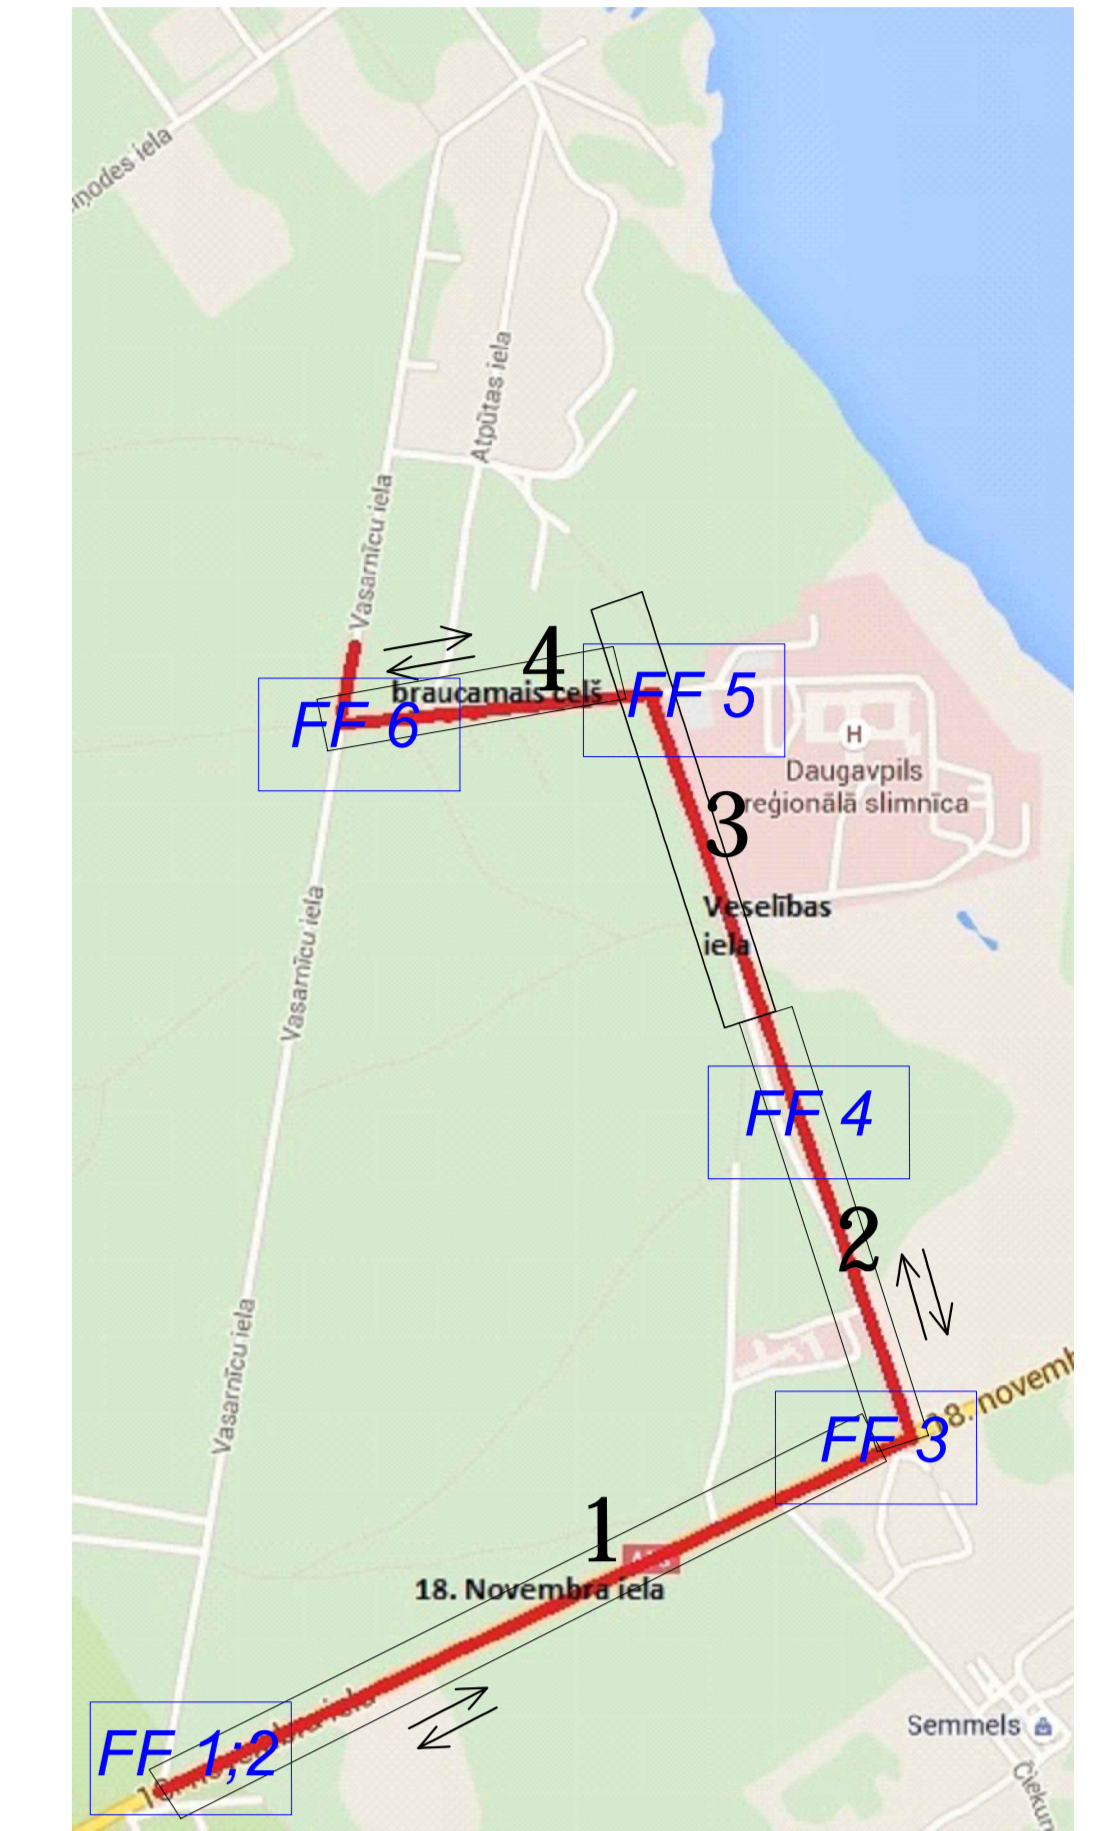 Atpūtas iela
Vasarnīcu iela
4
braucamais ceļš
FF 5
FF 6
H
Daugavpils
reģionālā slimnīca
3
Veselības
iela
Vasarnīcu iela
FF 4
2
Vasarnīcu iela
18. novemb
FF 3
1
18. Novembra iela
Semmels
FF 1;2
Čiekur